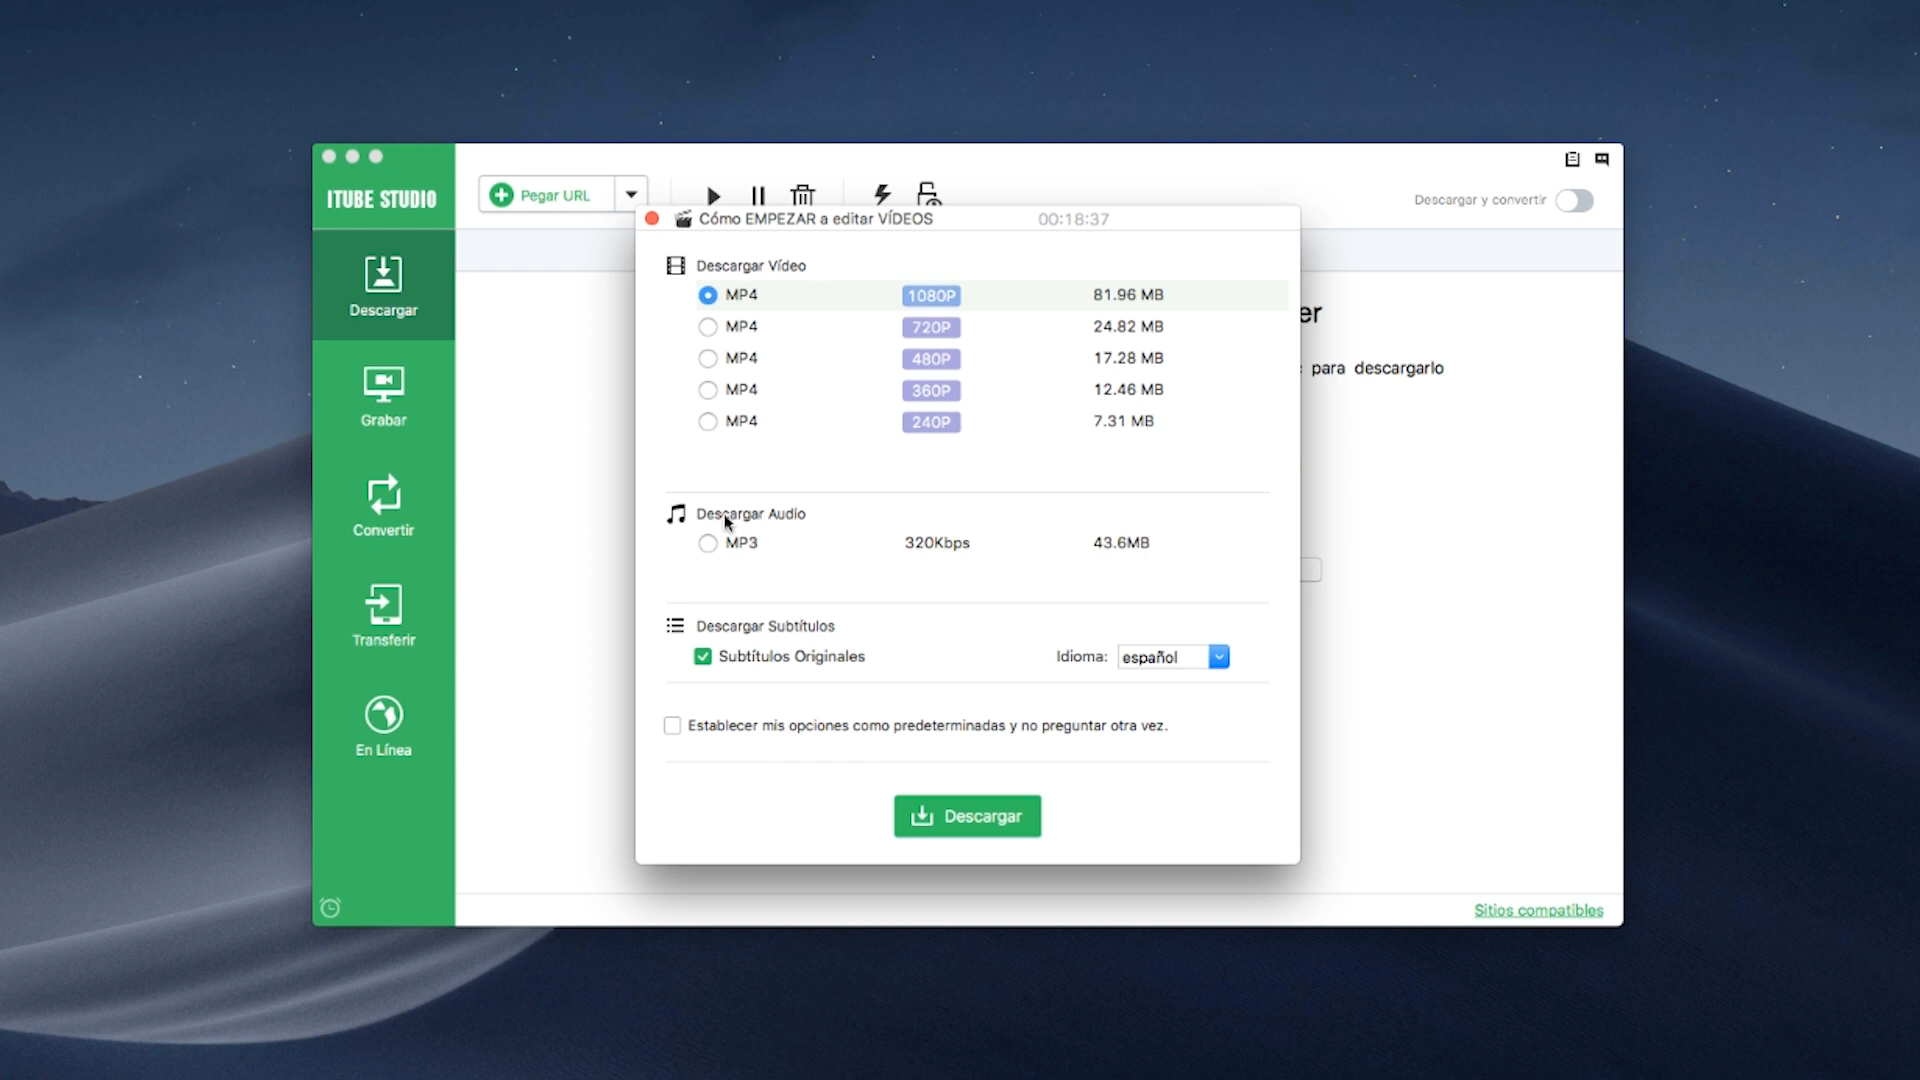 ITUBE STUDIO
Pegar URL
Descargar y convertir
Descargar
Grabar
Convertir
Transferir
En Línea
Cómo EMPEZAR a editar VÍDEOS 00:18:37
Descargar Vídeo
MP4 1080P 81.96 MB
MP4 720P 24.82 MB
MP4 480P 17.28 MB
MP4 360P 12.46 MB
MP4 240P 7.31 MB
Descargar Audio
MP3 320Kbps 43.6MB
Descargar Subtítulos
Subtítulos Originales Idioma: español
Establecer mis opciones como predeterminadas y no preguntar otra vez.
Descargar
er
para descargarlo
Sitios compatibles